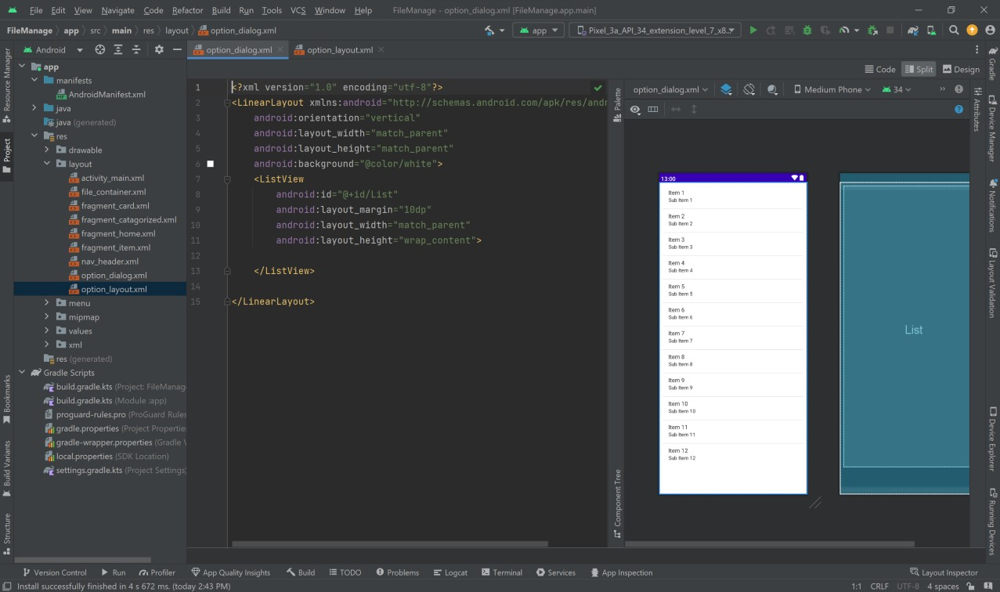 File Edit View Navigate Code Refactor Build Run Tools VCS Window Help FileManage - option_dialog.xml [FileManage.app.main]
FileManage app src main res layout option_dialog.xml app Pixel_3a_API_34_extension_level_7_x8...
Android option_dialog.xml option_layout.xml
Code Split Design
Resource Manager
Project
Bookmarks
Build Variants
Structure
app
manifests
AndroidManifest.xml
java
java (generated)
res
drawable
layout
activity_main.xml
file_container.xml
fragment_card.xml
fragment_catagorized.xml
fragment_home.xml
fragment_item.xml
nav_header.xml
option_dialog.xml
option_layout.xml
menu
mipmap
values
xml
res (generated)
Gradle Scripts
build.gradle.kts (Project: FileManage
build.gradle.kts (Module :app)
proguard-rules.pro (ProGuard Rules
gradle.properties (Project Properties
gradle-wrapper.properties (Gradle V
local.properties (SDK Location)
settings.gradle.kts (Project Settings)
1 <?xml version="1.0" encoding="utf-8"?>
2 <LinearLayout xmlns:android="http://schemas.android.com/apk/res/andr
3 android:orientation="vertical"
4 android:layout_width="match_parent"
5 android:layout_height="match_parent"
6 android:background="@color/white">
7 <ListView
8 android:id="@+id/List"
9 android:layout_margin="10dp"
10 android:layout_width="match_parent"
11 android:layout_height="wrap_content">
12
13 </ListView>
14
15 </LinearLayout>
Palette
Component Tree
option_dialog.xml Medium Phone 34
13:00
Item 1
Sub Item 1
Item 2
Sub Item 2
Item 3
Sub Item 3
Item 4
Sub Item 4
Item 5
Sub Item 5
Item 6
Sub Item 6
Item 7
Sub Item 7
Item 8
Sub Item 8
Item 9
Sub Item 9
Item 10
Sub Item 10
Item 11
Sub Item 11
Item 12
Sub Item 12
List
Attributes
Gradle
Device Manager
Notifications
Layout Validation
Device Explorer
Running Devices
Version Control Run Profiler App Quality Insights Build TODO Problems Logcat Terminal Services App Inspection Layout Inspector
Install successfully finished in 4 s 672 ms. (today 2:43 PM) 1:1 CRLF UTF-8 4 spaces